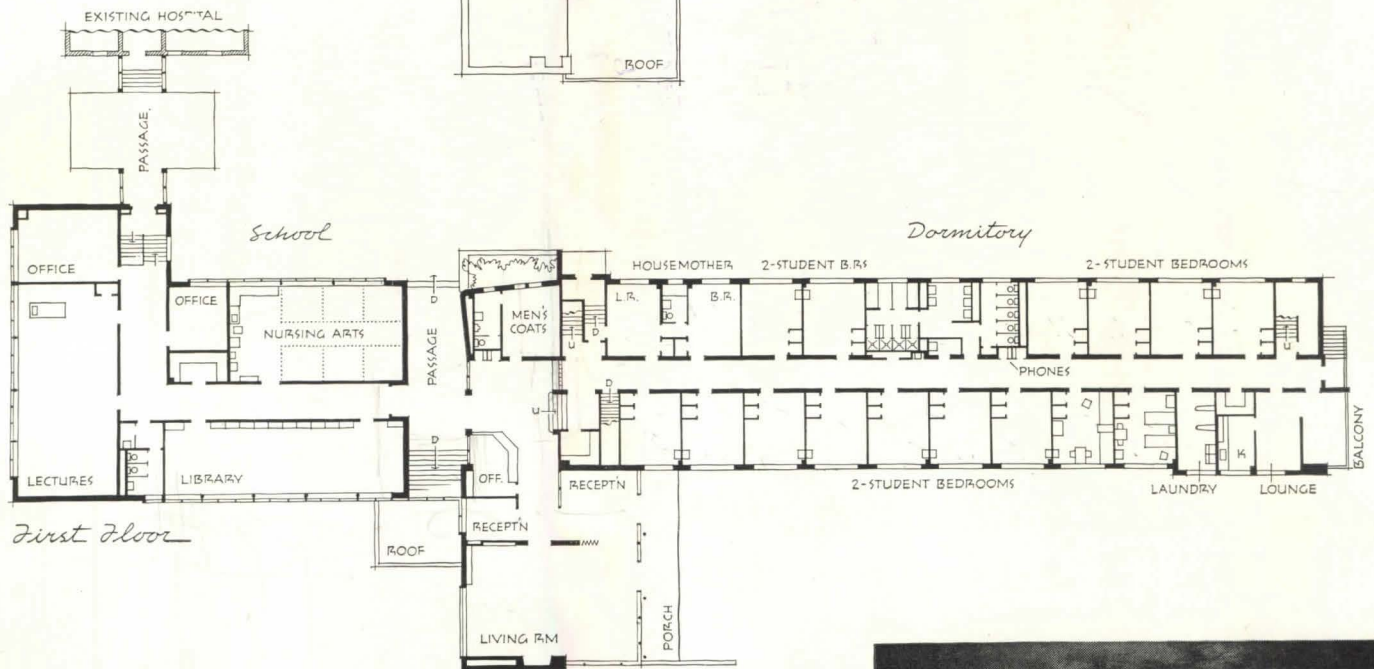 EXISTING HOSPITAL
ROOF
PASSAGE
School
Dormitory
OFFICE
OFFICE
NURSING ARTS
D
PASSAGE
MEN'S
COATS
HOUSEMOTHER
2-STUDENT B.RS
2-STUDENT BEDROOMS
L.R.
B.R.
U
D
U
PHONES
D
U
D
LECTURES
LIBRARY
OFF.
RECEPT'N
RECEPT'N
2-STUDENT BEDROOMS
K
LAUNDRY
LOUNGE
BALCONY
First Floor
ROOF
LIVING RM
PORCH